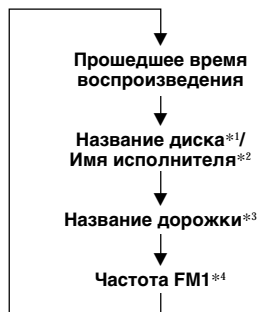 Прошедшее время
воспроизведения
Название диска*1/
Имя исполнителя*2
Название дорожки*3
Частота FM1*4